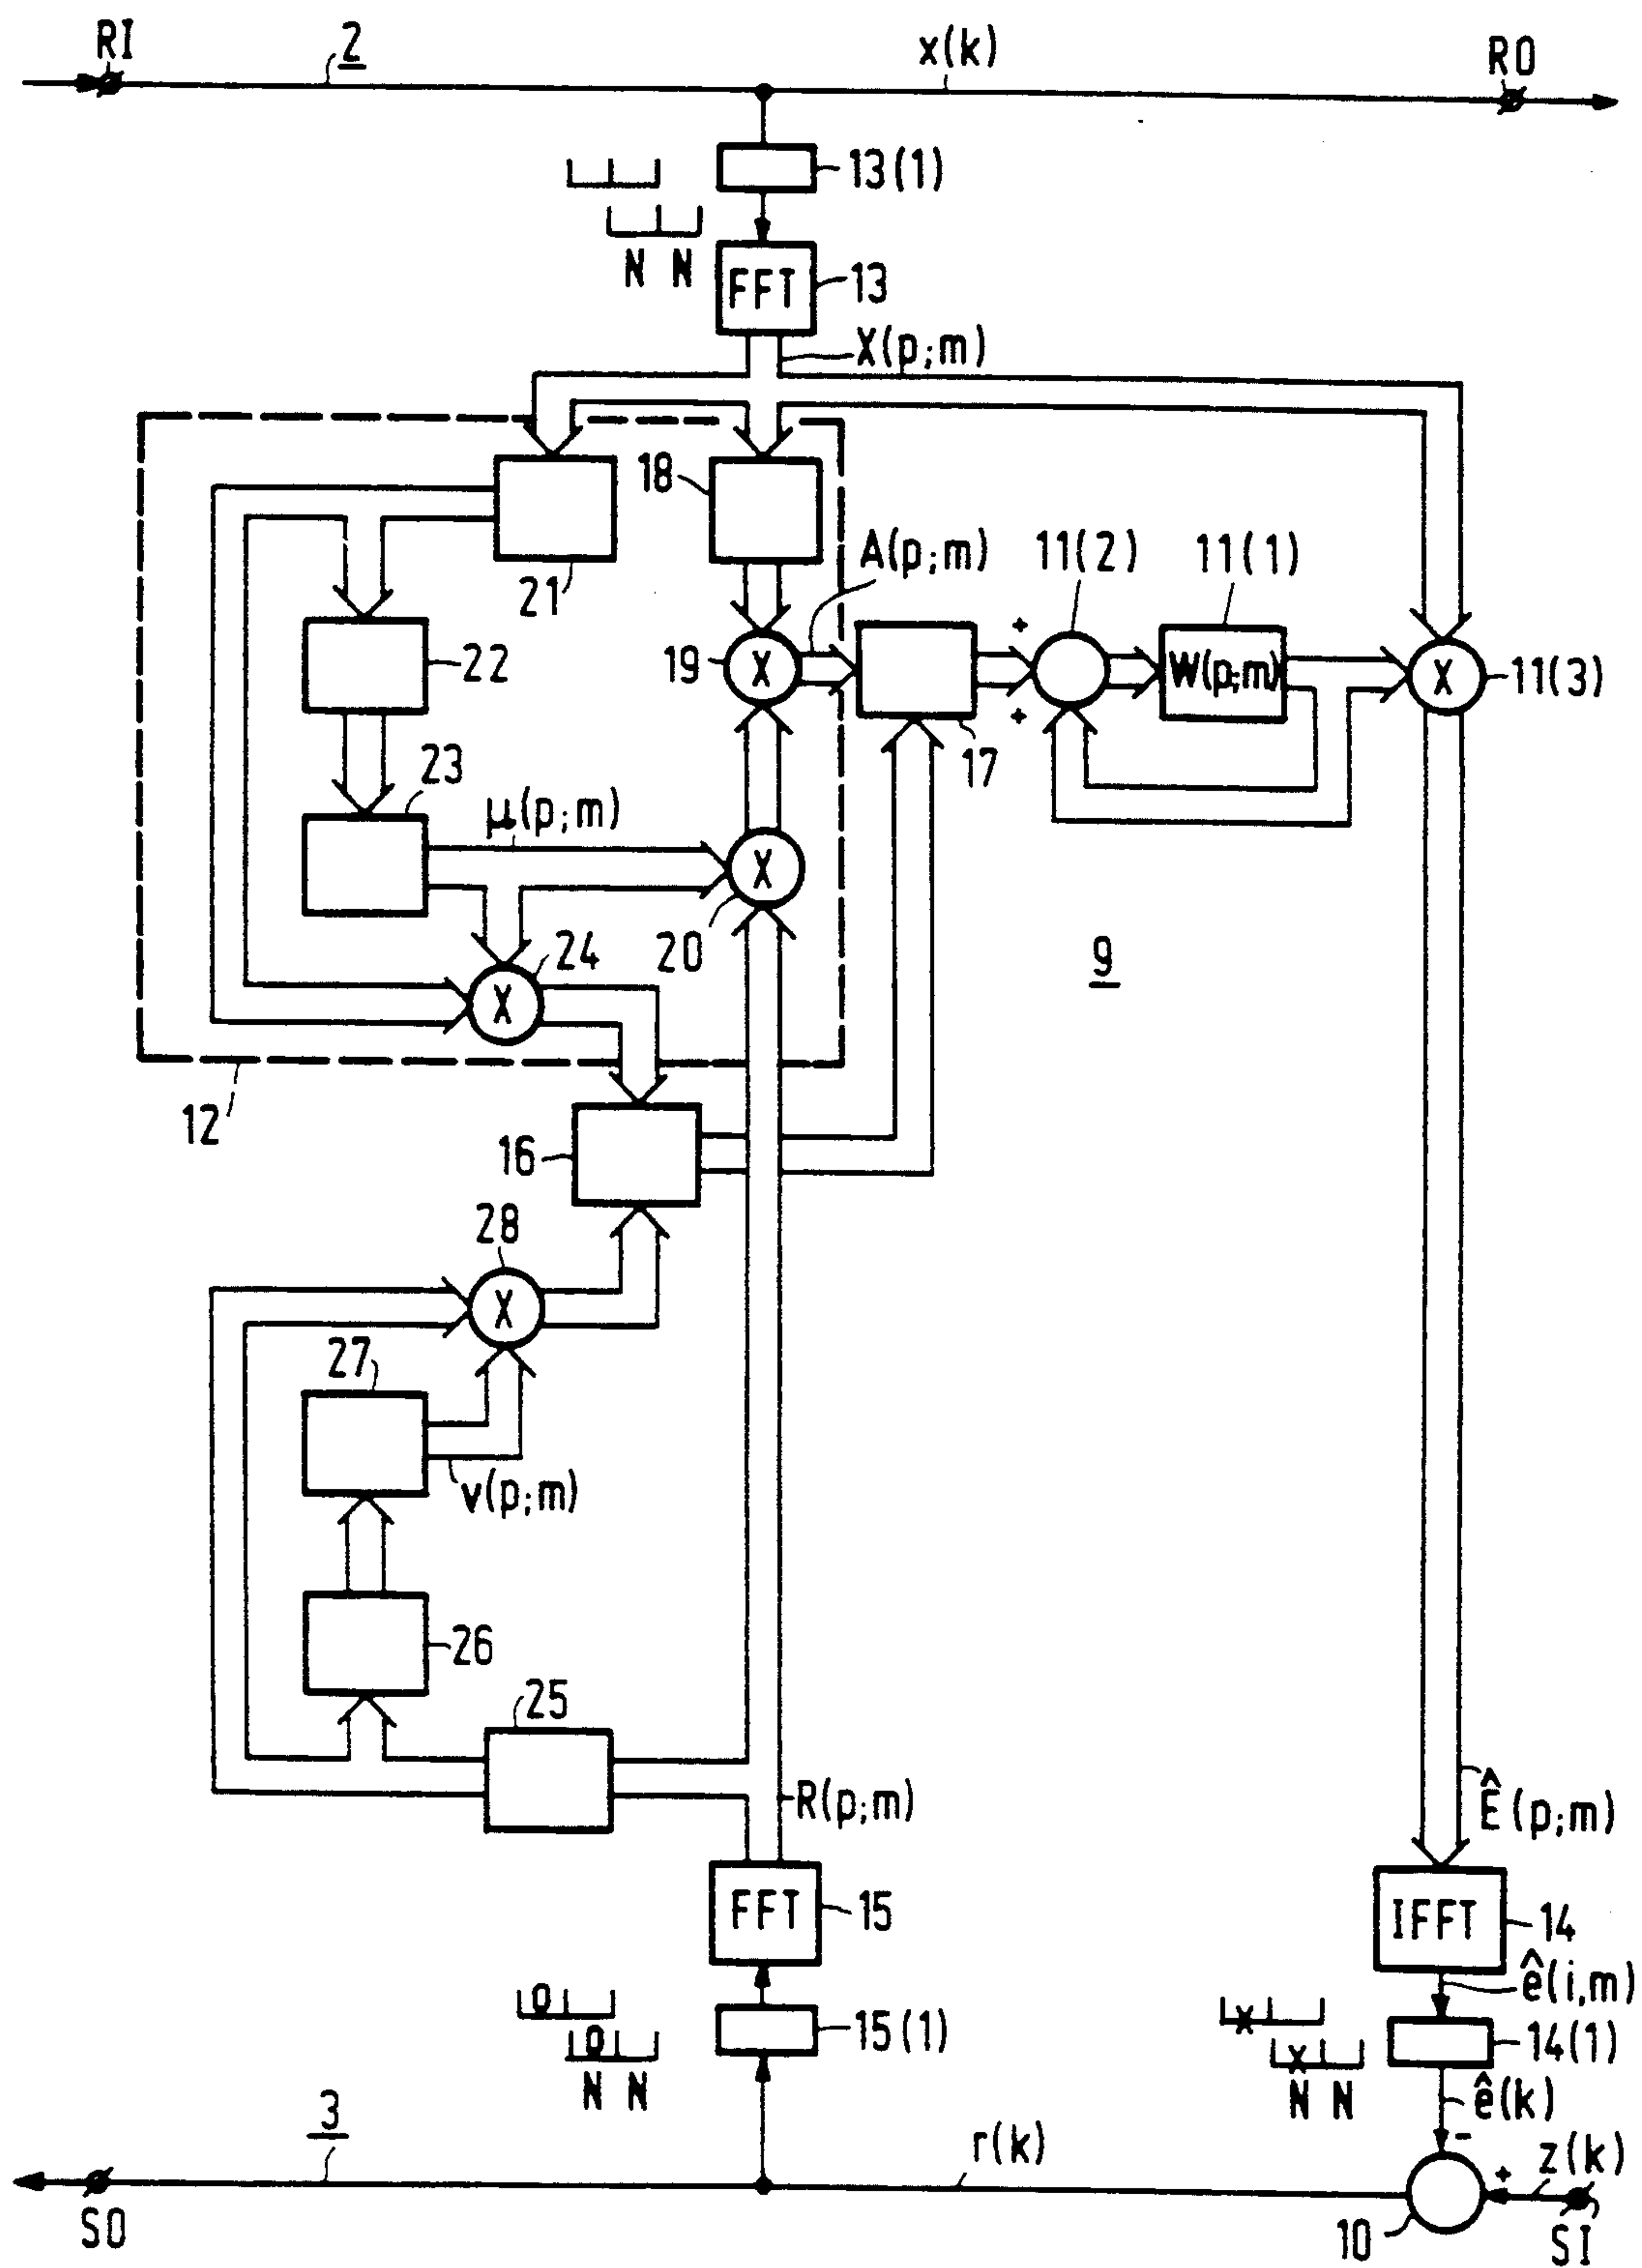 RI
2
x(k)
RO
13(1)
N N
FFT
13
X(p;m)
18
21
A(p;m)
11(2)
11(1)
22
19
X
+
+
W(p;m)
X
11(3)
17
23
μ(p;m)
X
20
24
X
9
12
16
28
X
27
v(p;m)
26
25
R(p;m)
Ê(p;m)
FFT
15
IFFT
14
ê(i,m)
0
0
N N
15(1)
x
x
N N
14(1)
ê(k)
3
r(k)
-
+
z(k)
SO
10
SI